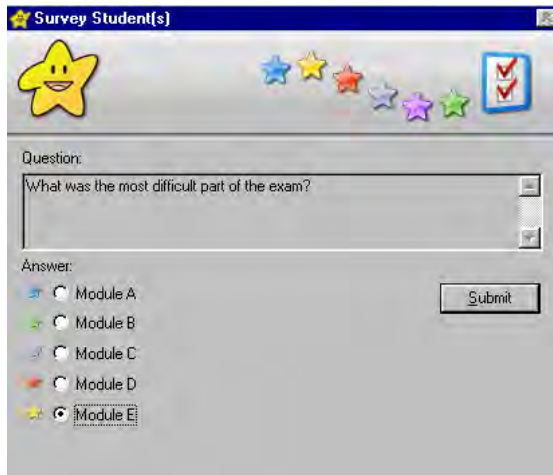 Survey Student(s)
Question:
What was the most difficult part of the exam?
Answer:
Module A
Submit
Module B
Module C
Module D
Module E